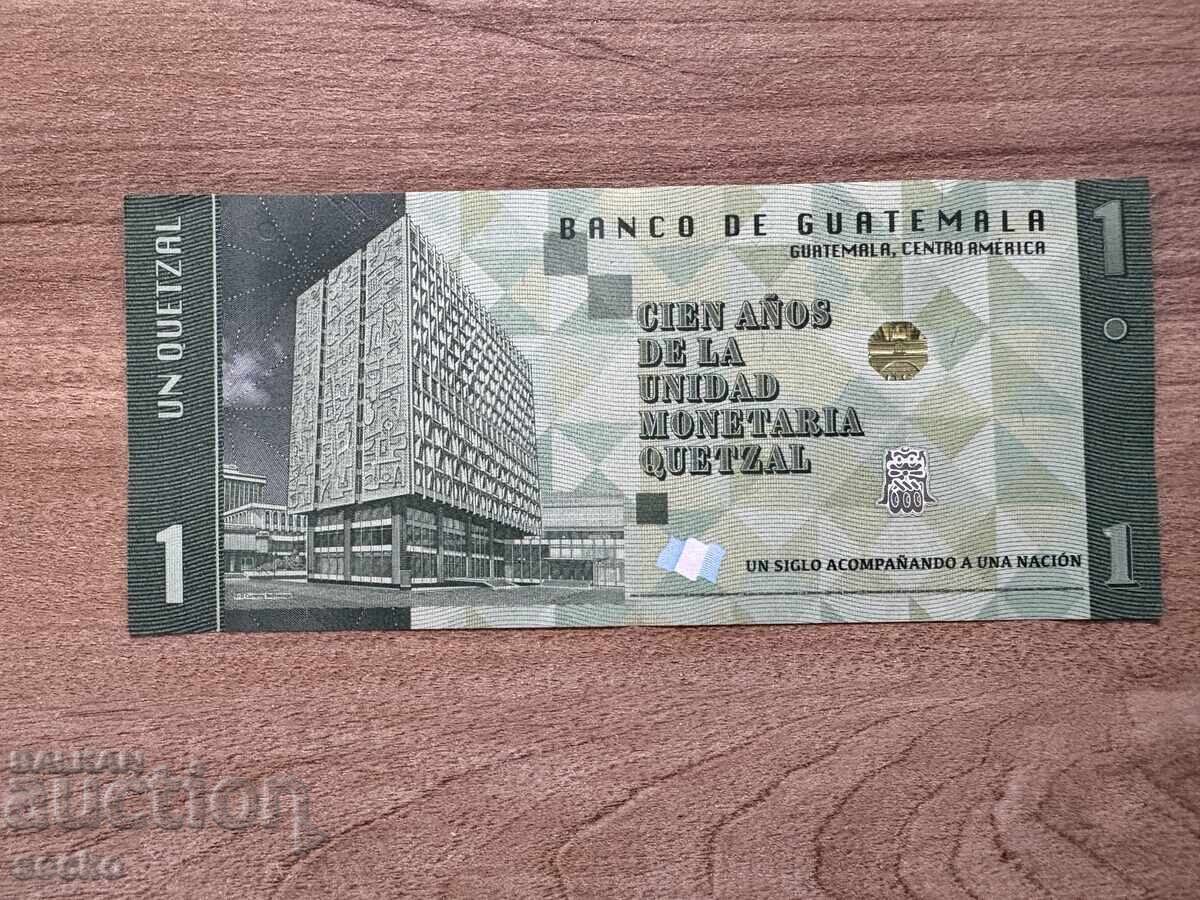 UN QUETZAL
1
BANCO DE GUATEMALA
GUATEMALA, CENTRO AMÉRICA
CIEN AÑOS
DE LA
UNIDAD
MONETARIA
QUETZAL
UN SIGLO ACOMPAÑANDO A UNA NACIÓN
1
1
BALKAN
auction
secko